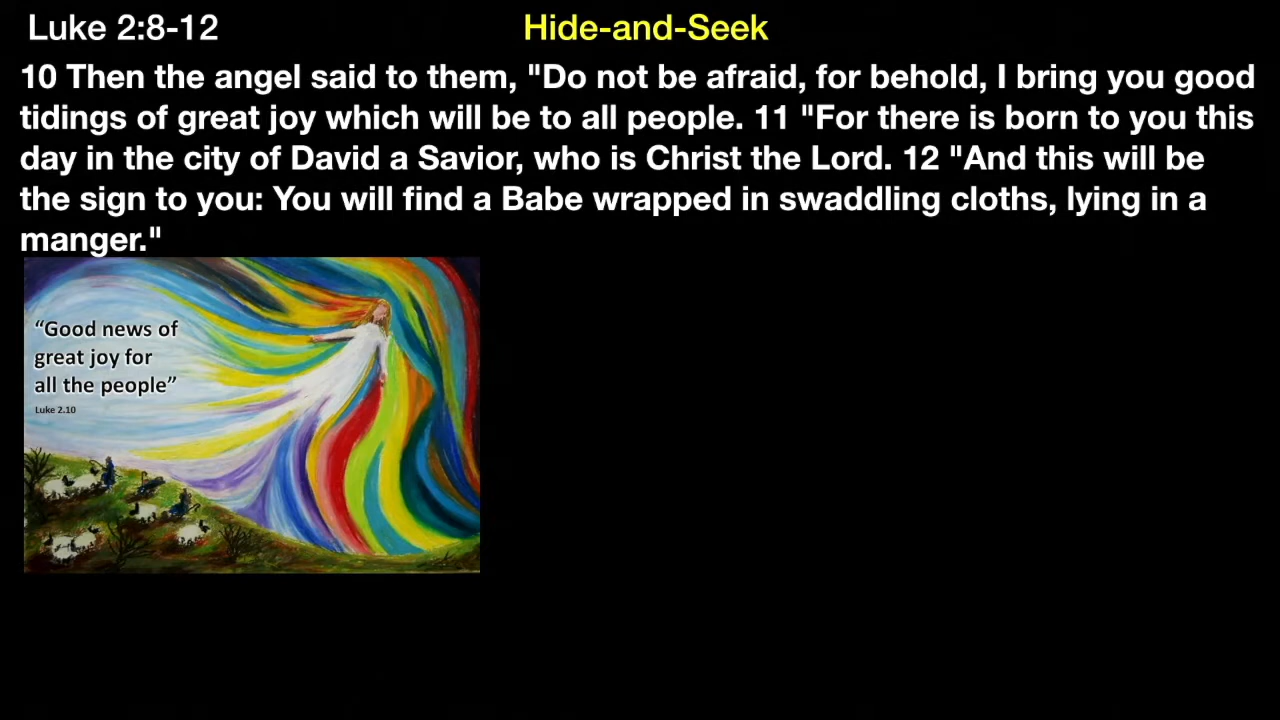 Luke 2:8-12
Hide-and-Seek
10 Then the angel said to them, "Do not be afraid, for behold, I bring you good
tidings of great joy which will be to all people. 11 "For there is born to you this
day in the city of David a Savior, who is Christ the Lord. 12 "And this will be
the sign to you: You will find a Babe wrapped in swaddling cloths, lying in a
manger."
“Good news of
great joy for
all the people”
Luke 2.10